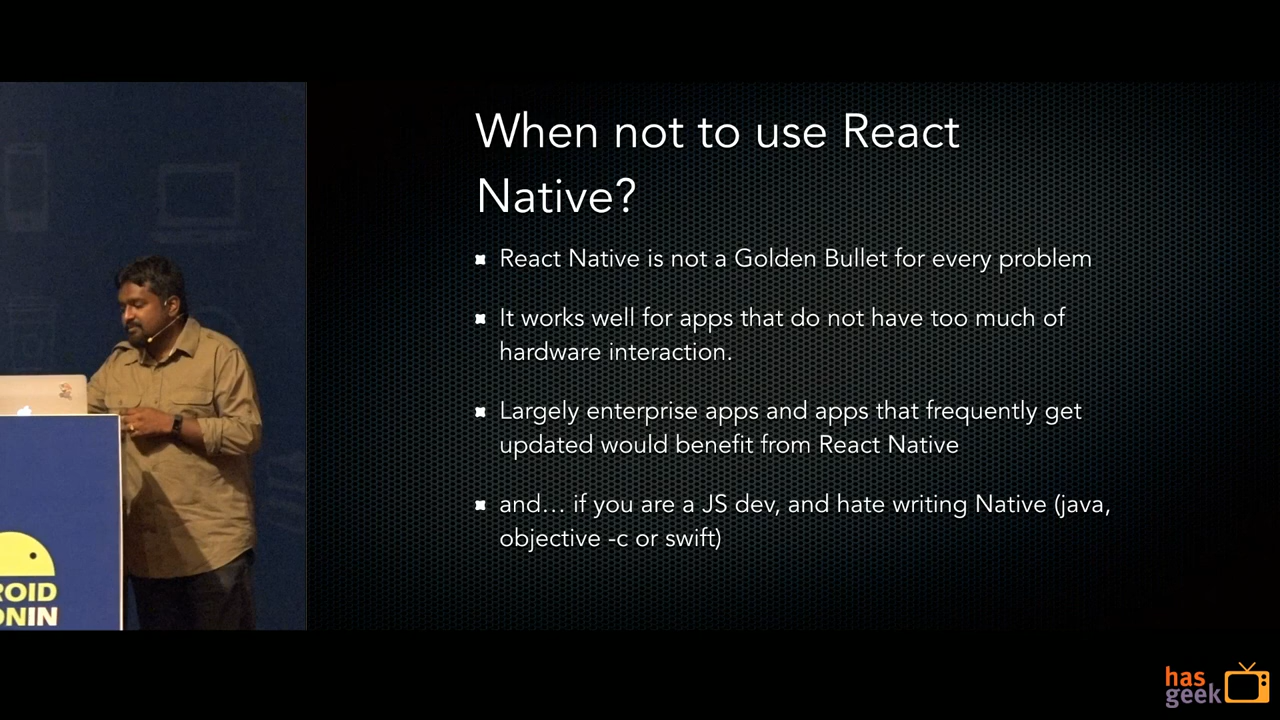 When not to use React
Native?
React Native is not a Golden Bullet for every problem
It works well for apps that do not have too much of
hardware interaction.
Largely enterprise apps and apps that frequently get
updated would benefit from React Native
and... if you are a JS dev, and hate writing Native (java,
objective -c or swift)
ROID
ONIN
has
geek